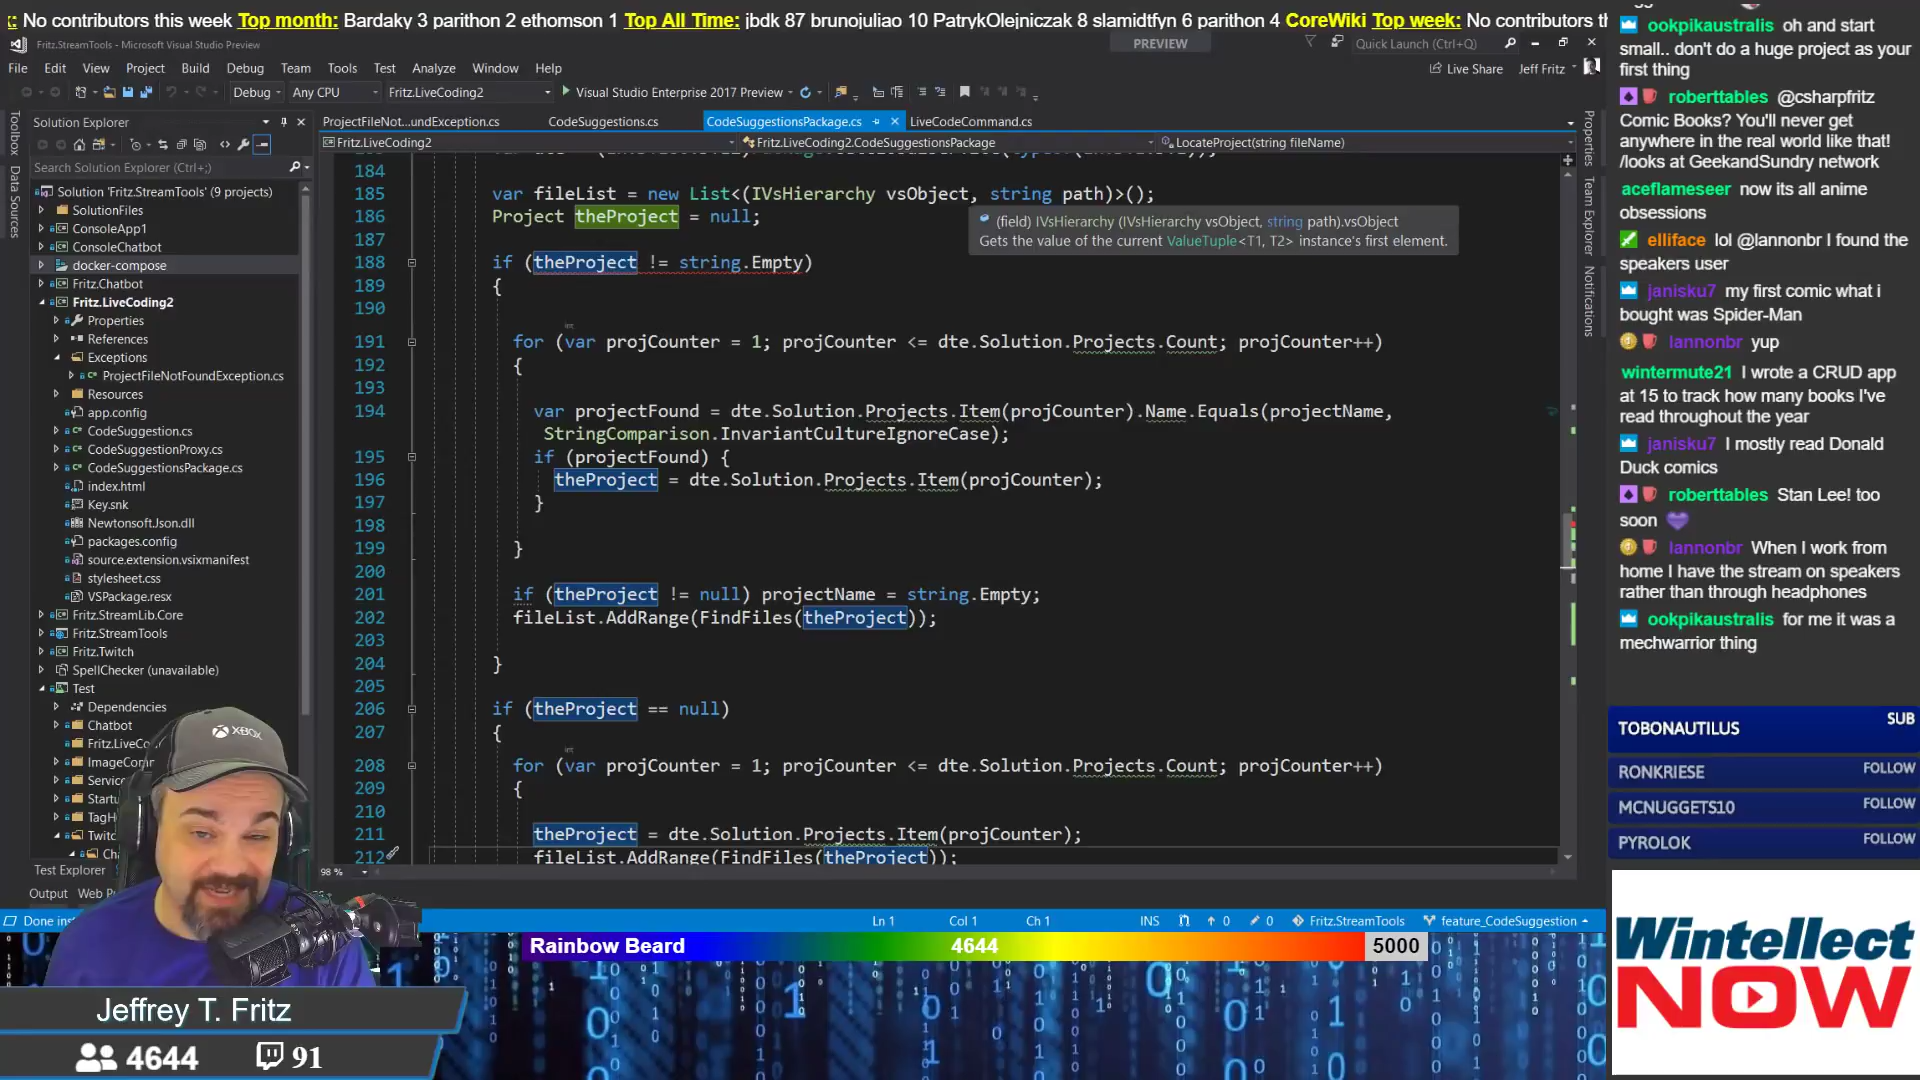 : No contributors this week Top month: Bardaky 3 parithon 2 ethomson 1 Top All Time: jbdk 87 brunojuliao 10 PatrykOlejniczak 8 slamidtfyn 6 parithon 4 CoreWiki Top week: No contributors th
Fritz.StreamTools - Microsoft Visual Studio Preview
PREVIEW
Quick Launch (Ctrl+Q)
File Edit View Project Build Debug Team Tools Test Analyze Window Help
Live Share Jeff Fritz
Debug Any CPU Fritz.LiveCoding2 Visual Studio Enterprise 2017 Preview
Toolbox
Data Sources
Solution Explorer
Search Solution Explorer (Ctrl+;)
Solution 'Fritz.StreamTools' (9 projects)
SolutionFiles
ConsoleApp1
ConsoleChatbot
docker-compose
Fritz.Chatbot
Fritz.LiveCoding2
Properties
References
Exceptions
ProjectFileNotFoundException.cs
Resources
app.config
CodeSuggestion.cs
CodeSuggestionProxy.cs
CodeSuggestionsPackage.cs
index.html
Key.snk
Newtonsoft.Json.dll
packages.config
source.extension.vsixmanifest
stylesheet.css
VSPackage.resx
Fritz.StreamLib.Core
Fritz.StreamTools
Fritz.Twitch
SpellChecker (unavailable)
Test
Dependencies
Chatbot
Fritz.LiveCo
ImageComm
Service
Startu
TagH
Twitc
Ch
Test Explorer
Output Web P
ProjectFileNot...undException.cs CodeSuggestions.cs CodeSuggestionsPackage.cs LiveCodeCommand.cs
Fritz.LiveCoding2 Fritz.LiveCoding2.CodeSuggestionsPackage LocateProject(string fileName)
184
185 var fileList = new List<(IVsHierarchy vsObject, string path)>();
186 Project theProject = null;
(field) IVsHierarchy (IVsHierarchy vsObject, string path).vsObject
Gets the value of the current ValueTuple<T1, T2> instance's first element.
187
188 if (theProject != string.Empty)
189 {
190
191 for (var projCounter = 1; projCounter <= dte.Solution.Projects.Count; projCounter++)
192 {
193
194 var projectFound = dte.Solution.Projects.Item(projCounter).Name.Equals(projectName,
StringComparison.InvariantCultureIgnoreCase);
195 if (projectFound) {
196 theProject = dte.Solution.Projects.Item(projCounter);
197 }
198
199 }
200
201 if (theProject != null) projectName = string.Empty;
202 fileList.AddRange(FindFiles(theProject));
203
204 }
205
206 if (theProject == null)
207 {
208 for (var projCounter = 1; projCounter <= dte.Solution.Projects.Count; projCounter++)
209 {
210
211 theProject = dte.Solution.Projects.Item(projCounter);
212 fileList.AddRange(FindFiles(theProject));
98 %
Properties
Team Explorer
Notifications
Done in
Ln 1 Col 1 Ch 1 INS 0 0 Fritz.StreamTools feature_CodeSuggestion
Rainbow Beard 4644 5000
Jeffrey T. Fritz
4644 91
ookpikaustralis oh and start
small.. don't do a huge project as your
first thing
roberttables @csharpfritz
Comic Books? You'll never get
anywhere in the real world like that!
/looks at GeekandSundry network
aceflameseer now its all anime
obsessions
elliface lol @lannonbr I found the
speakers user
janisku7 my first comic what i
bought was Spider-Man
lannonbr yup
wintermute21 I wrote a CRUD app
at 15 to track how many books I've
read throughout the year
janisku7 I mostly read Donald
Duck comics
roberttables Stan Lee! too
soon
lannonbr When I work from
home I have the stream on speakers
rather than through headphones
ookpikaustralis for me it was a
mechwarrior thing
TOBONAUTILUS SUB
RONKRIESE FOLLOW
MCNUGGETS10 FOLLOW
PYROLOK FOLLOW
Wintellect
NOW
XBOX